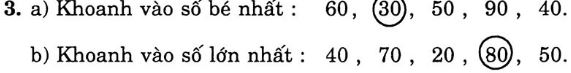 3. a) Khoanh vào số bé nhất : 60, 30, 50 , 90 , 40.
b) Khoanh vào số lớn nhất : 40 , 70 , 20 , 80, 50.